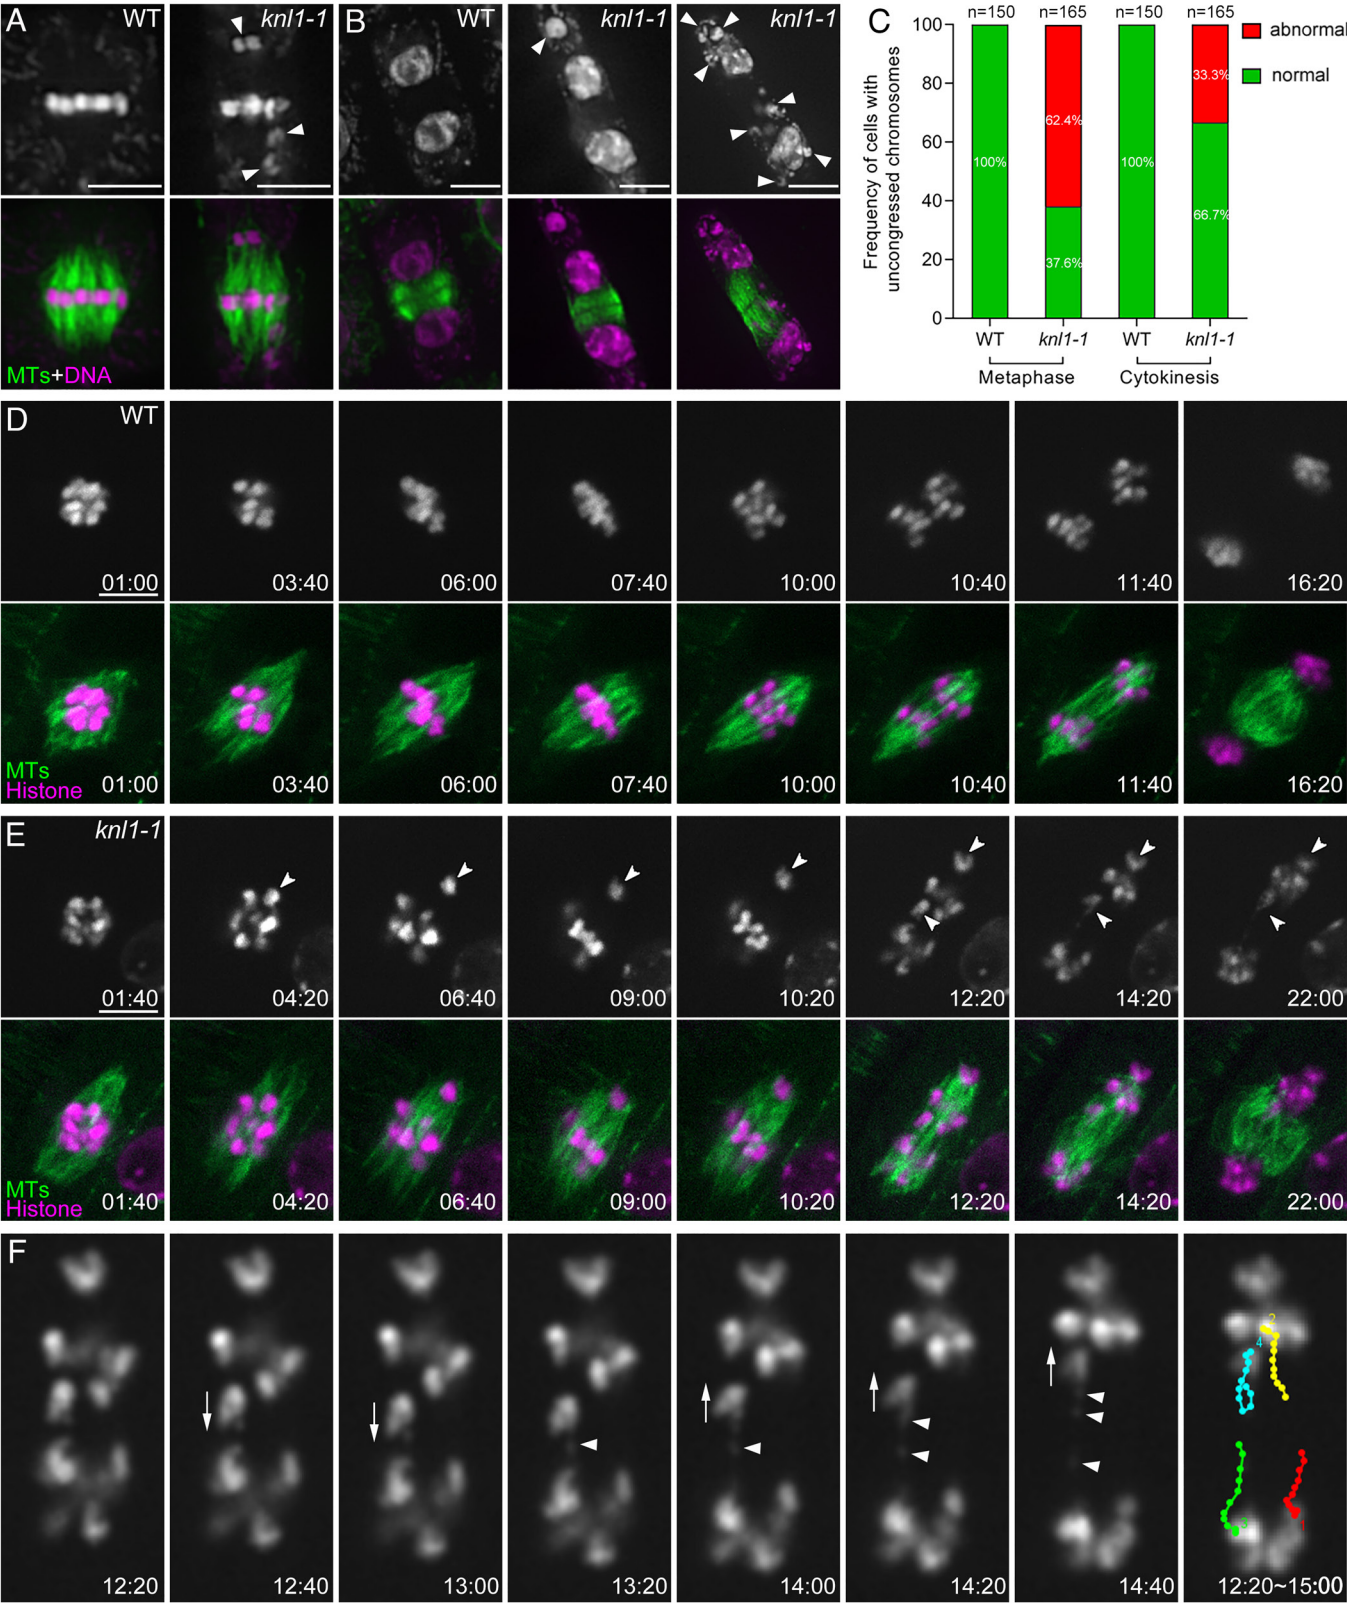 A WT
knl1-1
B WT
knl1-1
knl1-1
MTs+DNA
C
n=150 n=165 n=150 n=165
abnormal
normal
Frequency of cells with
uncongressed chromosomes
100
80
60
40
20
0
100%
62.4%
37.6%
100%
33.3%
66.7%
WT knl1-1 WT knl1-1
Metaphase Cytokinesis
D WT
01:00 03:40 06:00 07:40 10:00 10:40 11:40 16:20
MTs
Histone
01:00 03:40 06:00 07:40 10:00 10:40 11:40 16:20
E knl1-1
01:40 04:20 06:40 09:00 10:20 12:20 14:20 22:00
MTs
Histone
01:40 04:20 06:40 09:00 10:20 12:20 14:20 22:00
F
2
4
3
1
12:20 12:40 13:00 13:20 14:00 14:20 14:40 12:20~15:00